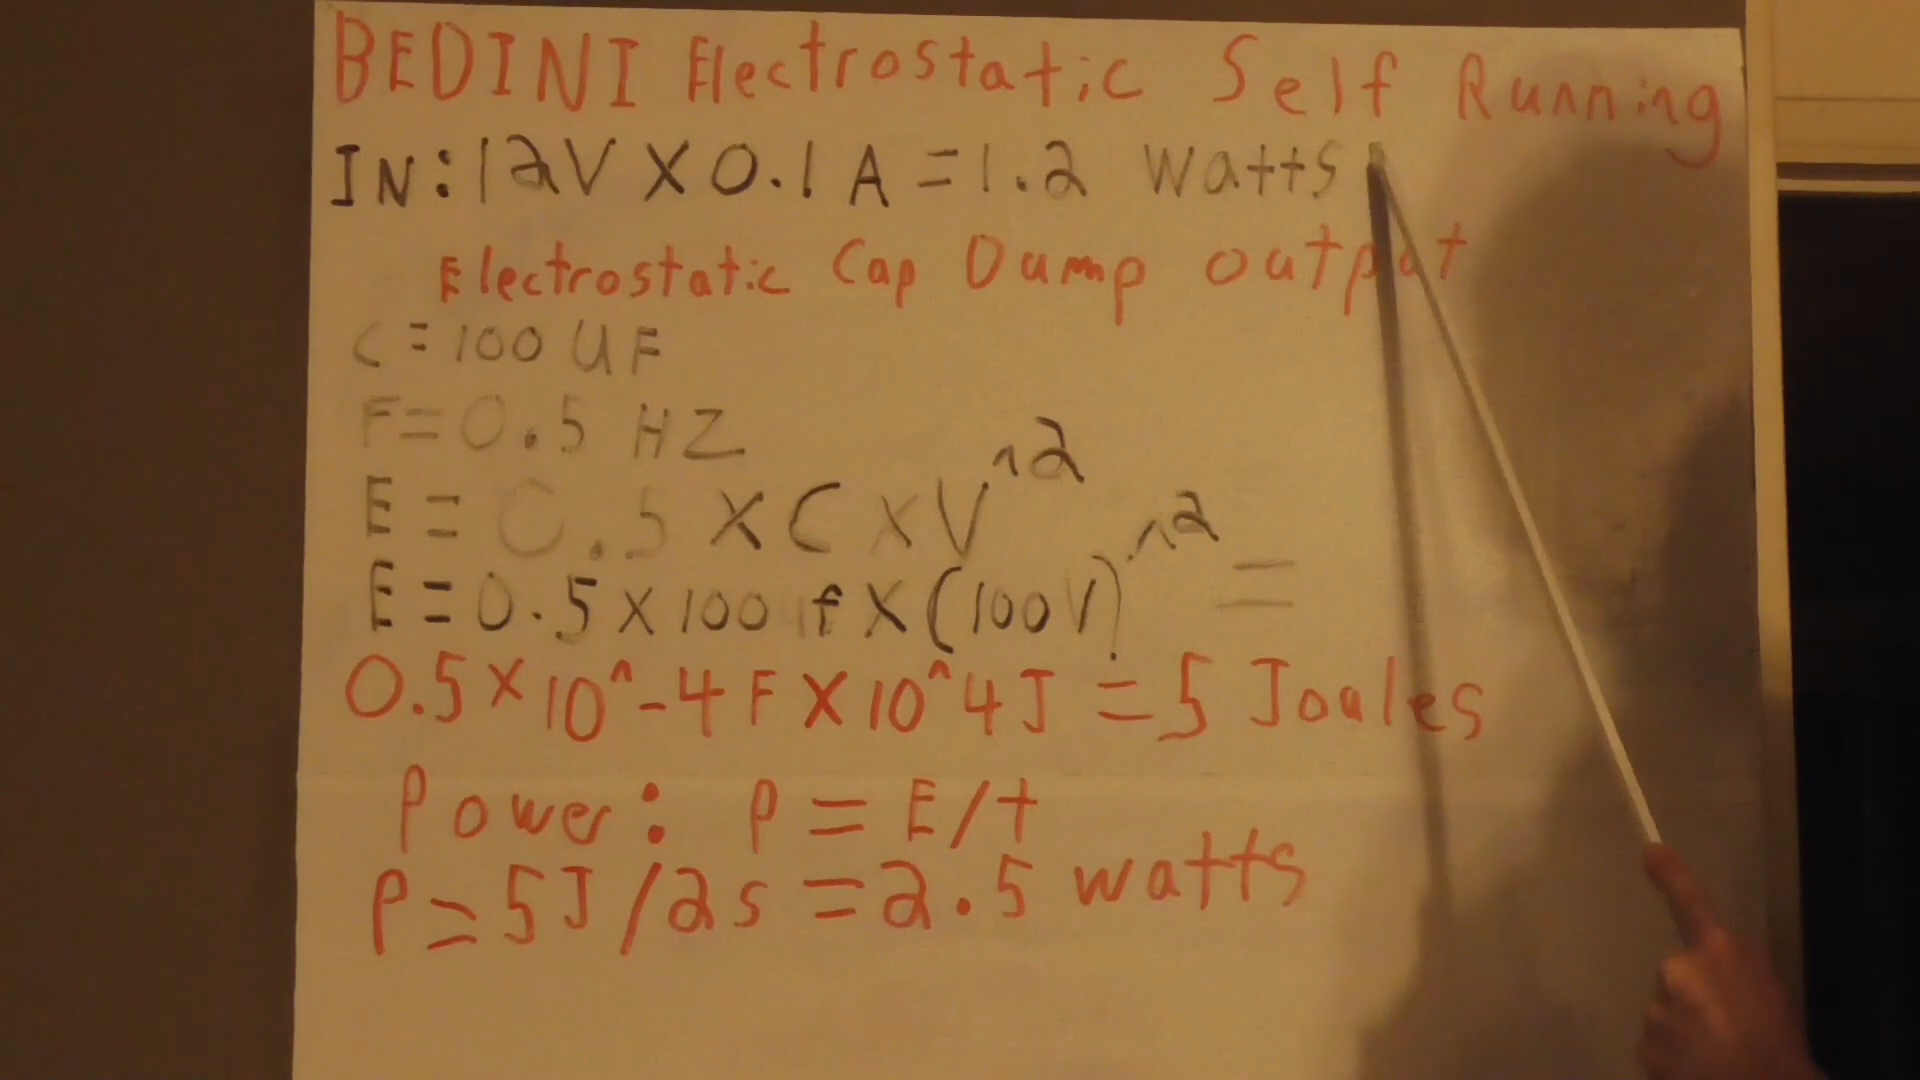 BEDINI Electrostatic Self Running
IN: 12V X 0.1 A = 1.2 watts
Electrostatic Cap Dump output
C = 100 UF
F = 0.5 HZ
E = 0.5 X C X V^2
E = 0.5 X 100 uf X (100V)^2 =
0.5 X 10^-4 F X 10^4 J = 5 Joules
Power: P = E/t
P = 5J/2s = 2.5 watts